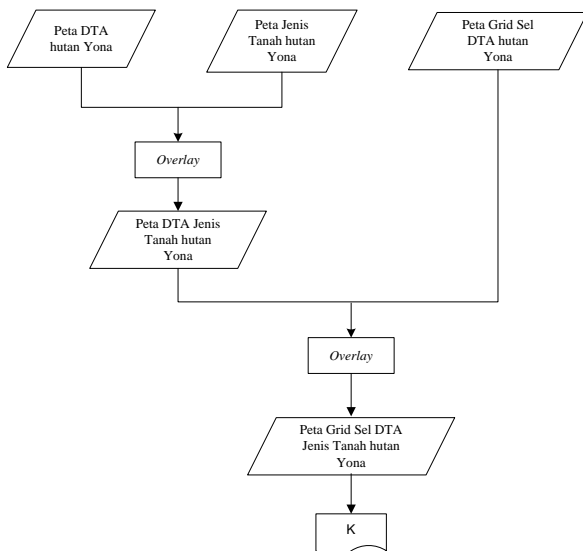 Peta DTA
hutan Yona
Peta Jenis
Tanah hutan
Yona
Peta Grid Sel
DTA hutan
Yona
Overlay
Peta DTA Jenis
Tanah hutan
Yona
Overlay
Peta Grid Sel DTA
Jenis Tanah hutan
Yona
K